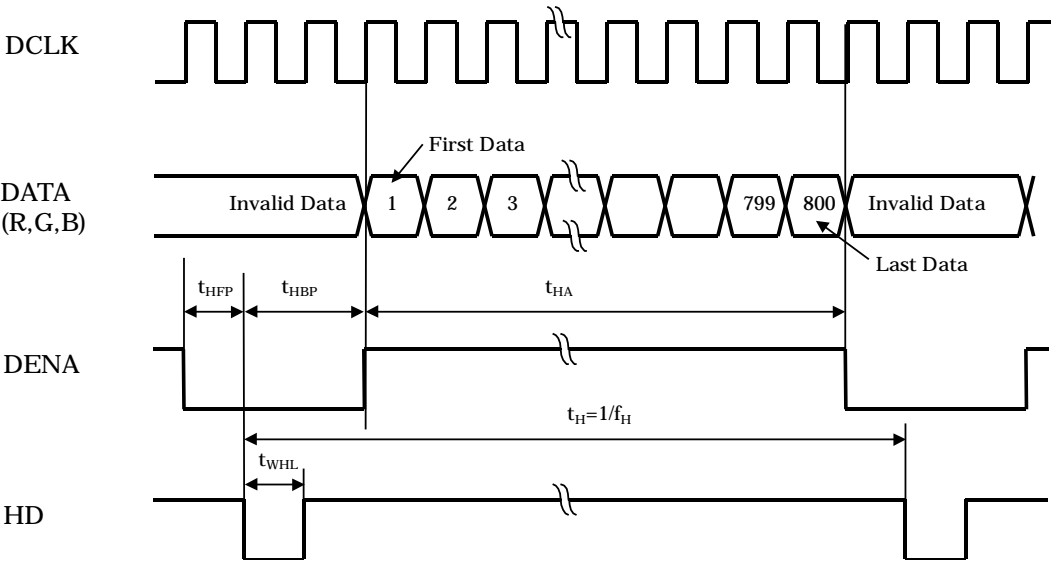 DCLK
First Data
DATA
(R,G,B)
Invalid Data 1 2 3 799 800 Invalid Data
Last Data
tHFP tHBP tHA
DENA
tH=1/fH
tWHL
HD